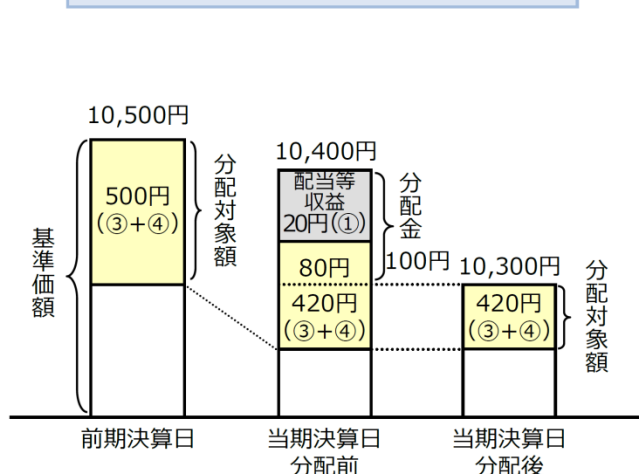 10,500円
500円
(③+④)
分配対象額
基準価額
前期決算日
10,400円
配当等
収益
20円(①)
分配金
100円
80円
420円
(③+④)
当期決算日
分配前
10,300円
420円
(③+④)
分配対象額
当期決算日
分配後